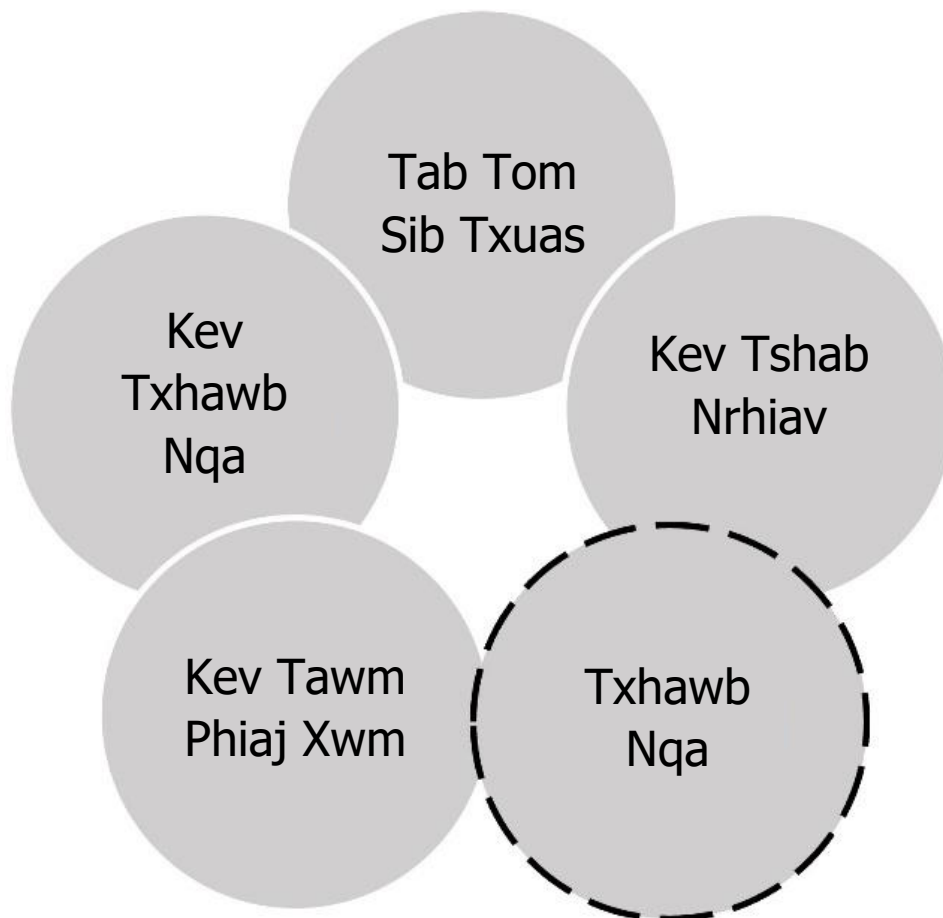 Tab Tom
Sib Txuas
Kev Tshab
Nrhiav
Txhawb
Nqa
Kev Tawm
Phiaj Xwm
Kev
Txhawb
Nqa